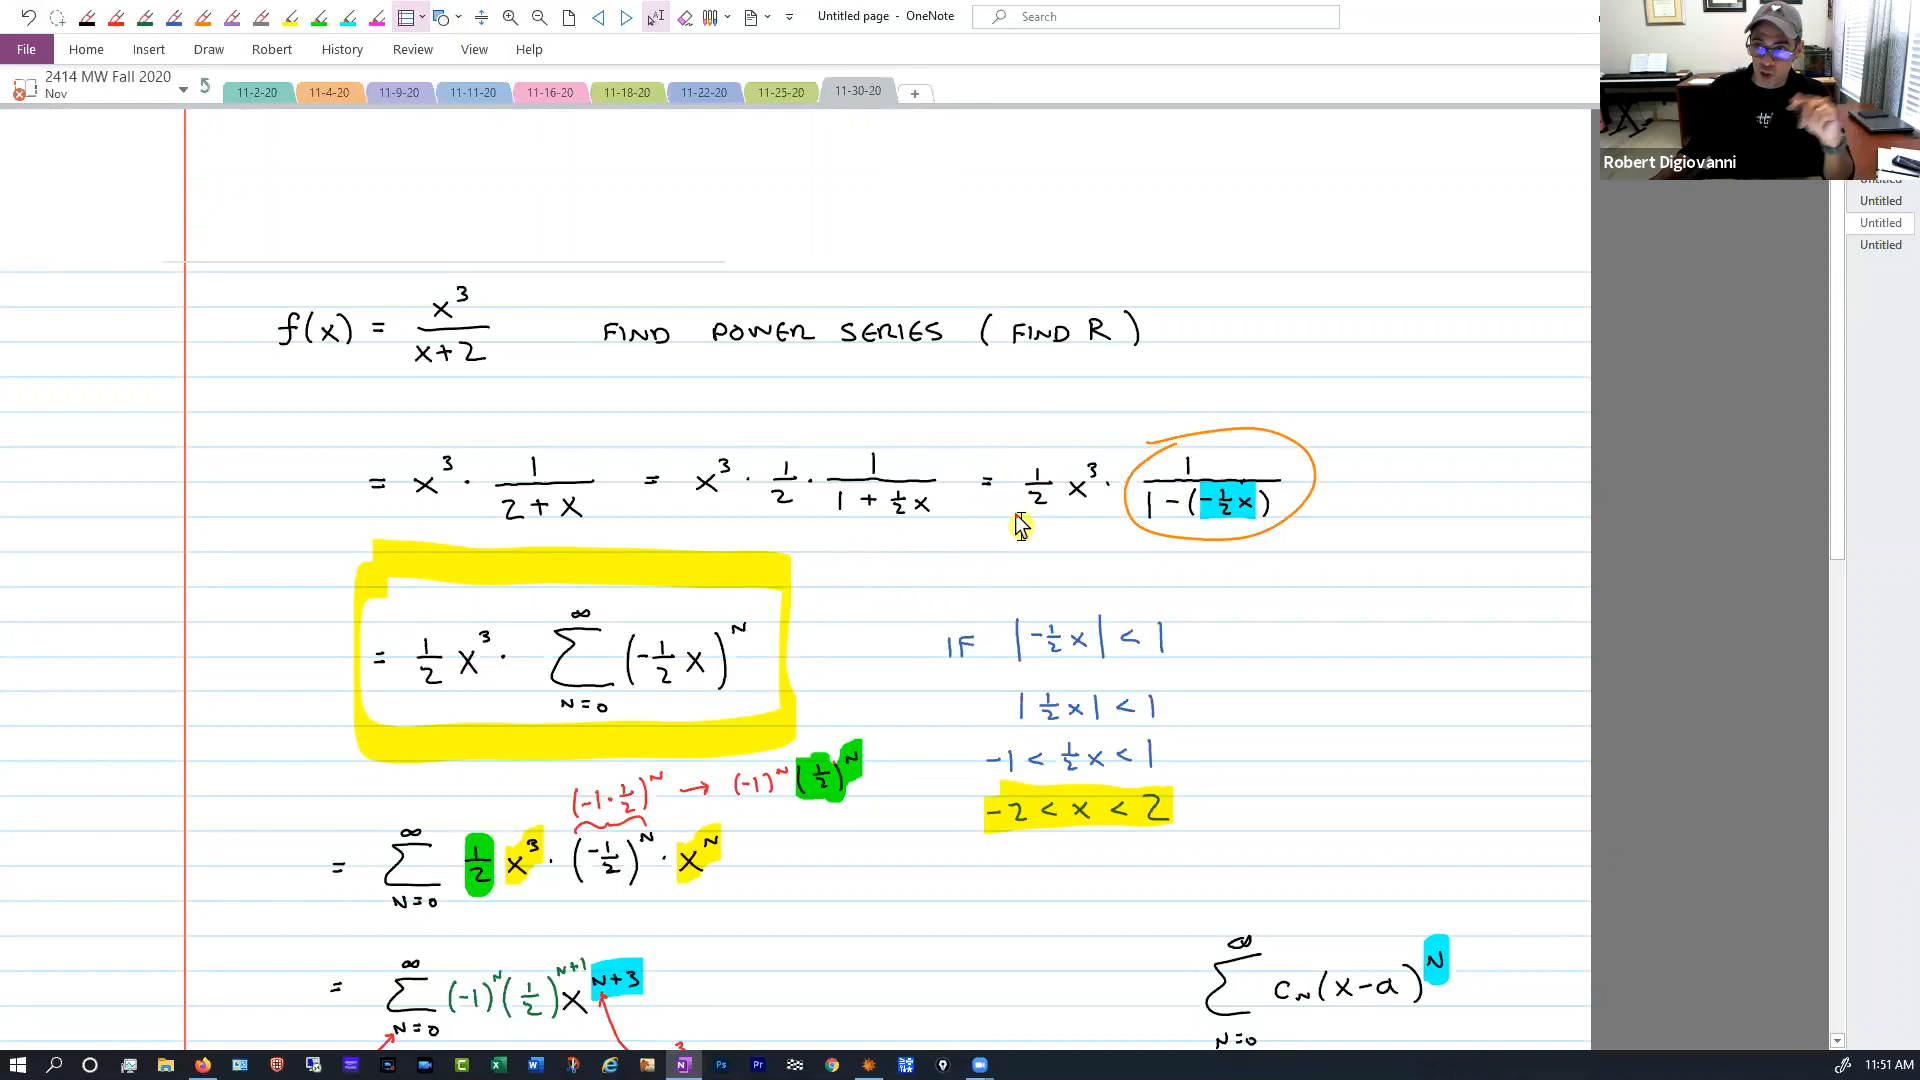 Untitled page - OneNote
Search
File Home Insert Draw Robert History Review View Help
2414 MW Fall 2020
Nov
11-2-20 11-4-20 11-9-20 11-11-20 11-16-20 11-18-20 11-22-20 11-25-20 11-30-20 +
Robert Digiovanni
Untitled
Untitled
Untitled
Untitled
f(x) = x³/(x+2) FIND POWER SERIES ( FIND R )
= x³ · 1/(2 + x) = x³ · 1/2 · 1/(1 + ½x) = ½ x³ · 1/(1 - (-½x))
= ½ x³ · ∑_{N=0}^{∞} (-½ x)^N
IF |-½ x| < 1
|½ x| < 1
-1 < ½ x < 1
-2 < x < 2
(-1 · ½)^N → (-1)^N (½)^N
= ∑_{N=0}^{∞} ½ x³ · (-½)^N · x^N
= ∑_{N=0}^{∞} (-1)^N (½)^{N+1} x^{N+3}
∑_{N=0}^{∞} C_N (x-a)^N
3
11:51 AM